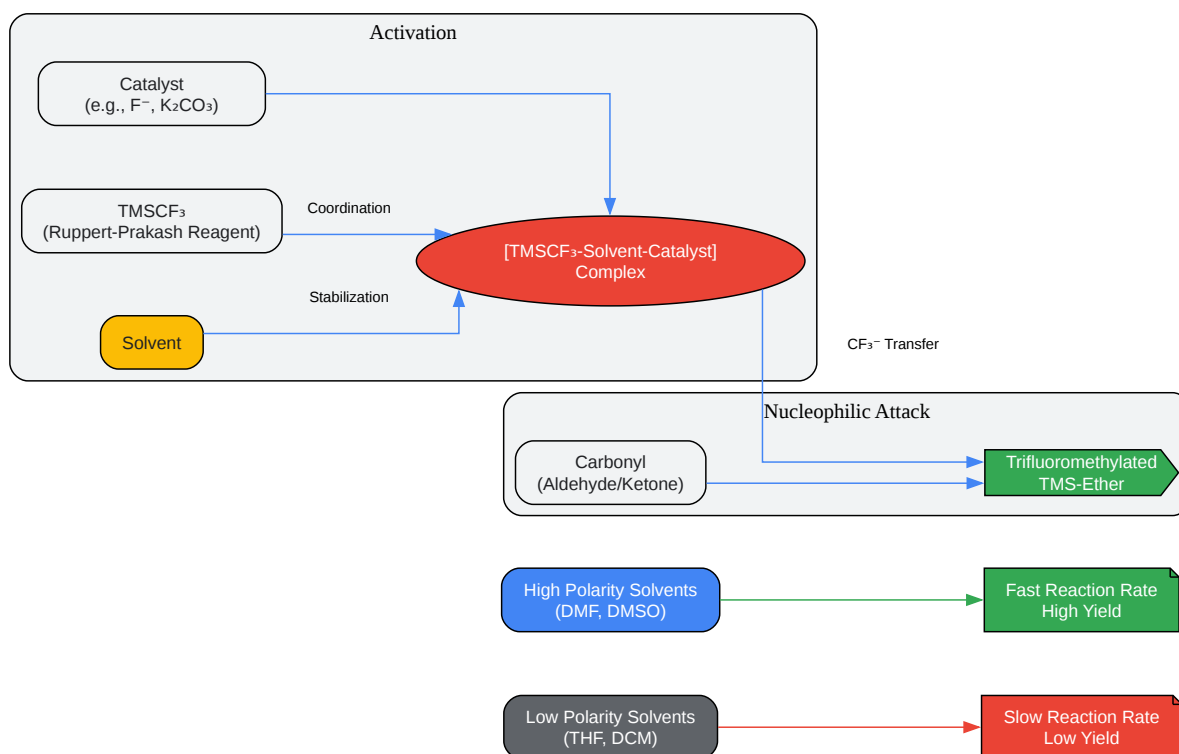 Activation
Catalyst
(e.g., F⁻, K₂CO₃)
TMSCF₃
(Ruppert-Prakash Reagent)
Coordination
[TMSCF₃-Solvent-Catalyst]
Complex
Stabilization
Solvent
CF₃⁻ Transfer
Nucleophilic Attack
Carbonyl
(Aldehyde/Ketone)
Trifluoromethylated
TMS-Ether
High Polarity Solvents
(DMF, DMSO)
Fast Reaction Rate
High Yield
Low Polarity Solvents
(THF, DCM)
Slow Reaction Rate
Low Yield